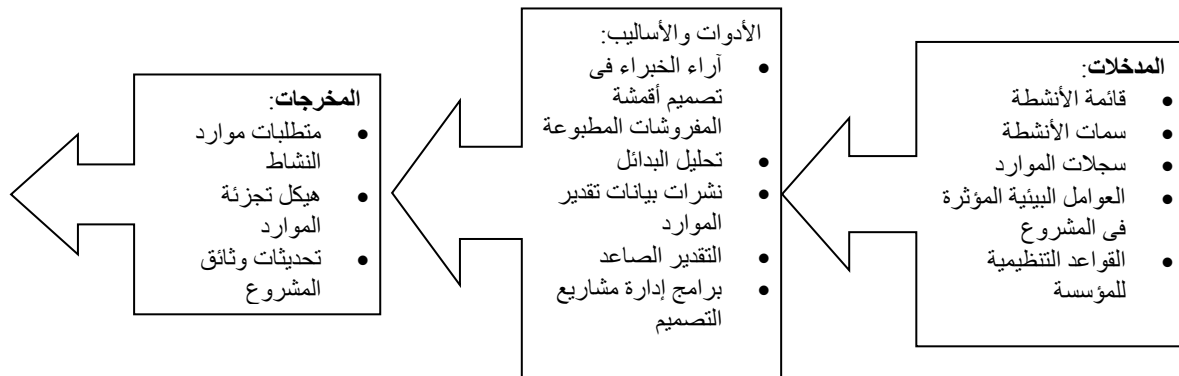 المدخلات:
• قائمة الأنشطة
• سمات الأنشطة
• سجلات الموارد
• العوامل البيئية المؤثرة
فى المشروع
• القواعد التنظيمية
للمؤسسة
الأدوات والأساليب:
• آراء الخبراء فى
تصميم أقمشة
المفروشات المطبوعة
• تحليل البدائل
• نشرات بيانات تقدير
الموارد
• التقدير الصاعد
• برامج إدارة مشاريع
التصميم
المخرجات:
• متطلبات موارد
النشاط
• هيكل تجزئة
الموارد
• تحديثات وثائق
المشروع